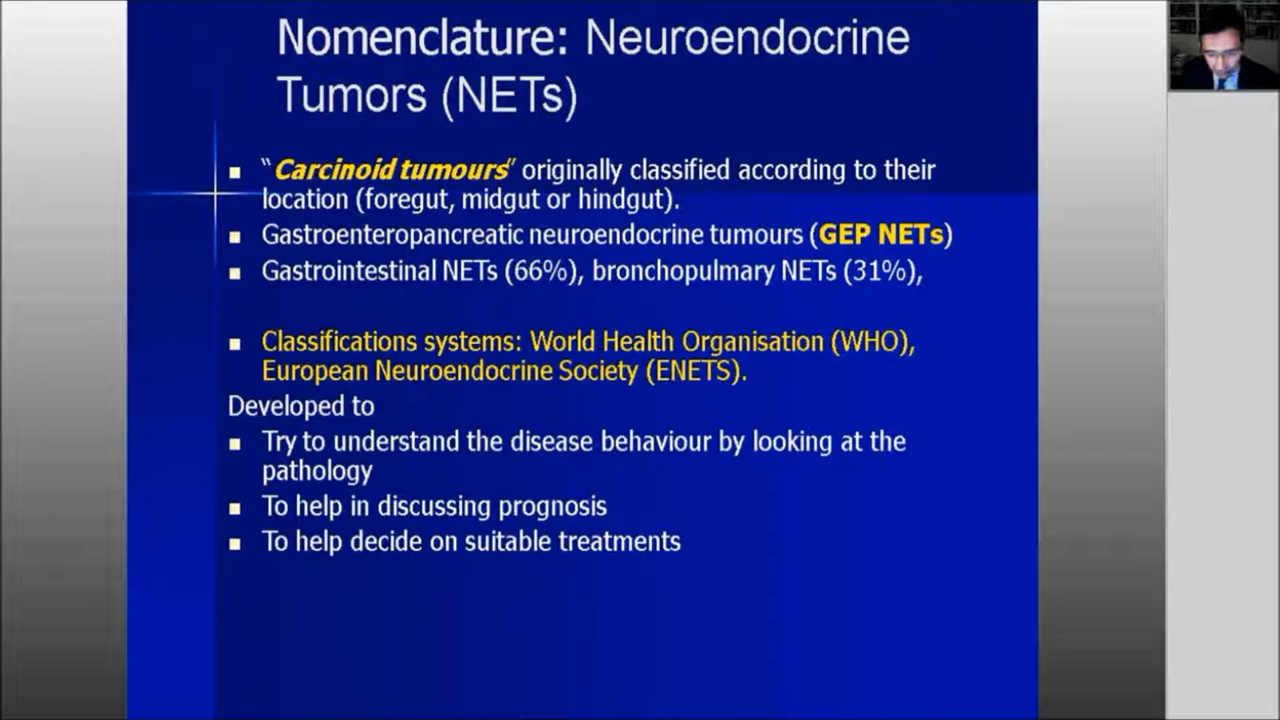 Nomenclature: Neuroendocrine
Tumors (NETs)
“Carcinoid tumours” originally classified according to their
location (foregut, midgut or hindgut).
Gastroenteropancreatic neuroendocrine tumours (GEP NETs)
Gastrointestinal NETs (66%), bronchopulmary NETs (31%),
Classifications systems: World Health Organisation (WHO),
European Neuroendocrine Society (ENETS).
Developed to
Try to understand the disease behaviour by looking at the
pathology
To help in discussing prognosis
To help decide on suitable treatments